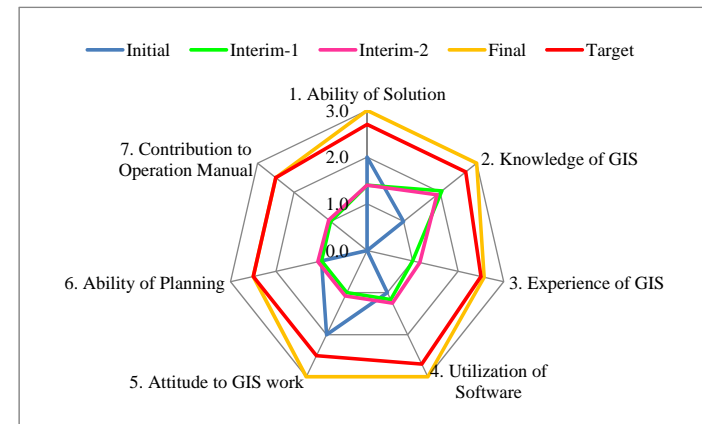 Initial Interim-1 Interim-2 Final Target
1. Ability of Solution
3.0
7. Contribution to
Operation Manual
2.0
2. Knowledge of GIS
1.0
0.0
6. Ability of Planning
3. Experience of GIS
5. Attitude to GIS work
4. Utilization of
Software